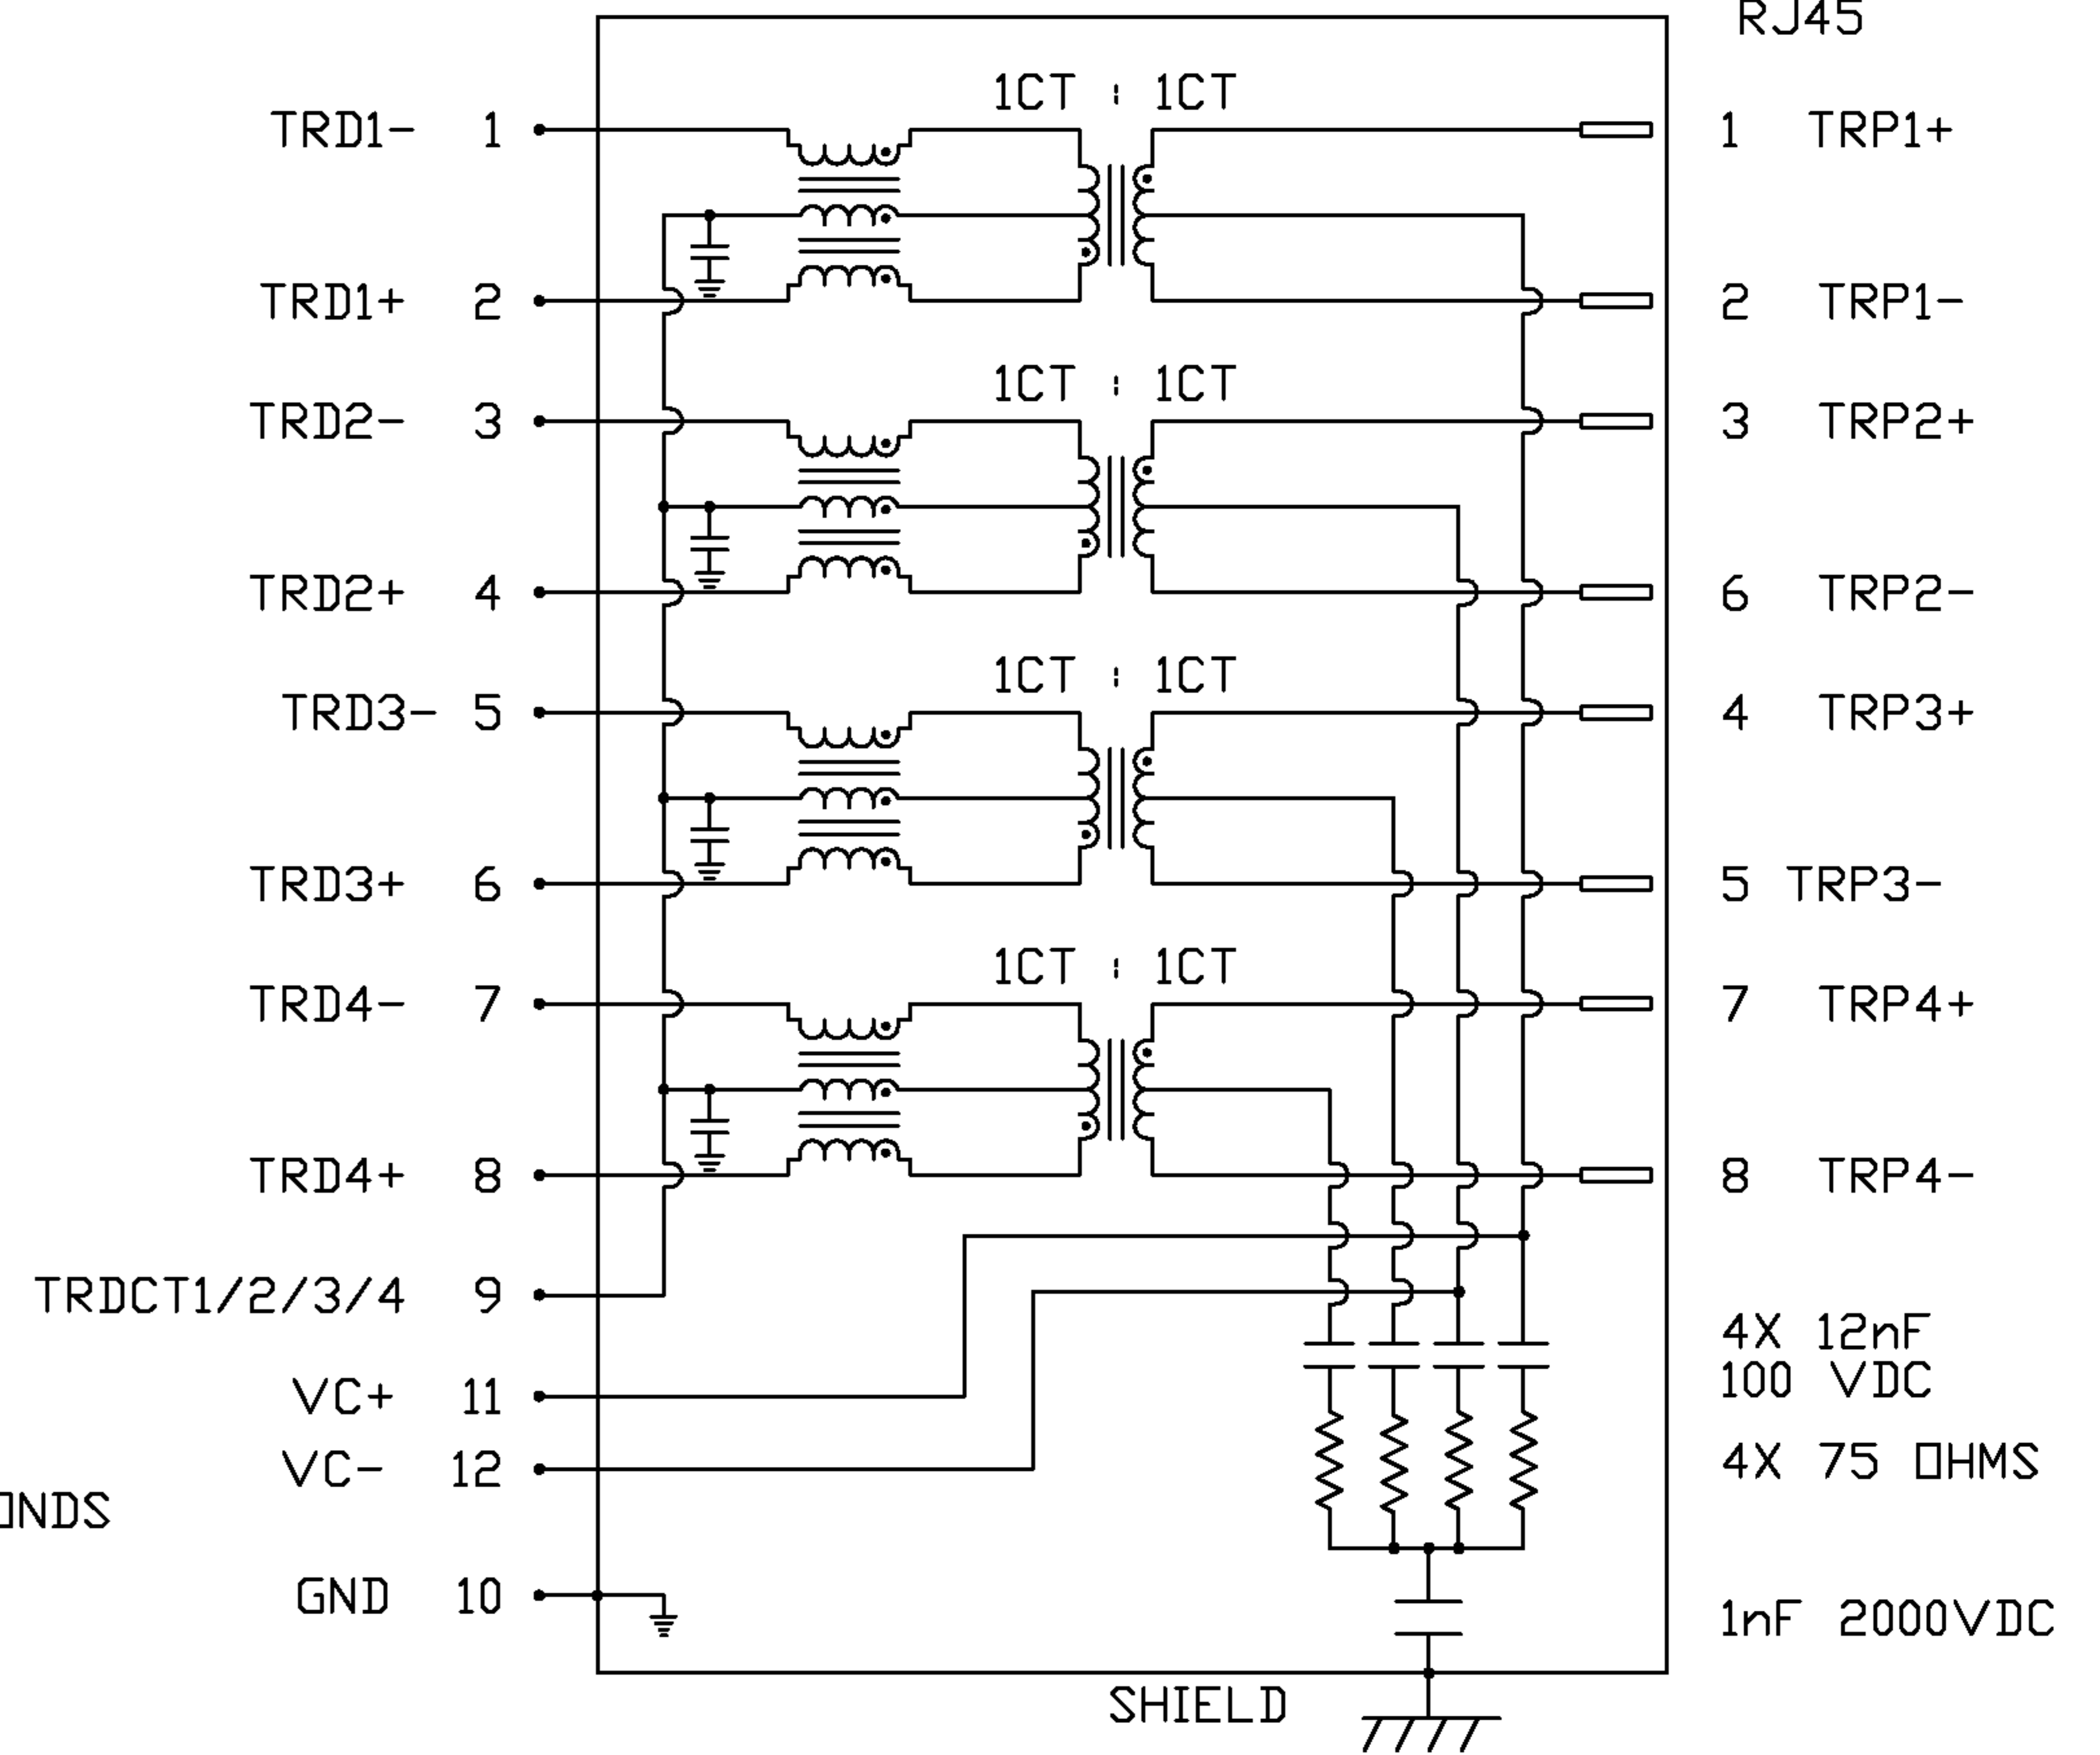 RJ45
1CT : 1CT
TRD1- 1
1 TRP1+
TRD1+ 2
2 TRP1-
1CT : 1CT
TRD2- 3
3 TRP2+
TRD2+ 4
6 TRP2-
1CT : 1CT
TRD3- 5
4 TRP3+
TRD3+ 6
5 TRP3-
1CT : 1CT
TRD4- 7
7 TRP4+
TRD4+ 8
8 TRP4-
TRDCT1/2/3/4 9
4X 12nF
100 VDC
VC+ 11
4X 75 OHMS
VC- 12
GND 10
1nF 2000VDC
SHIELD